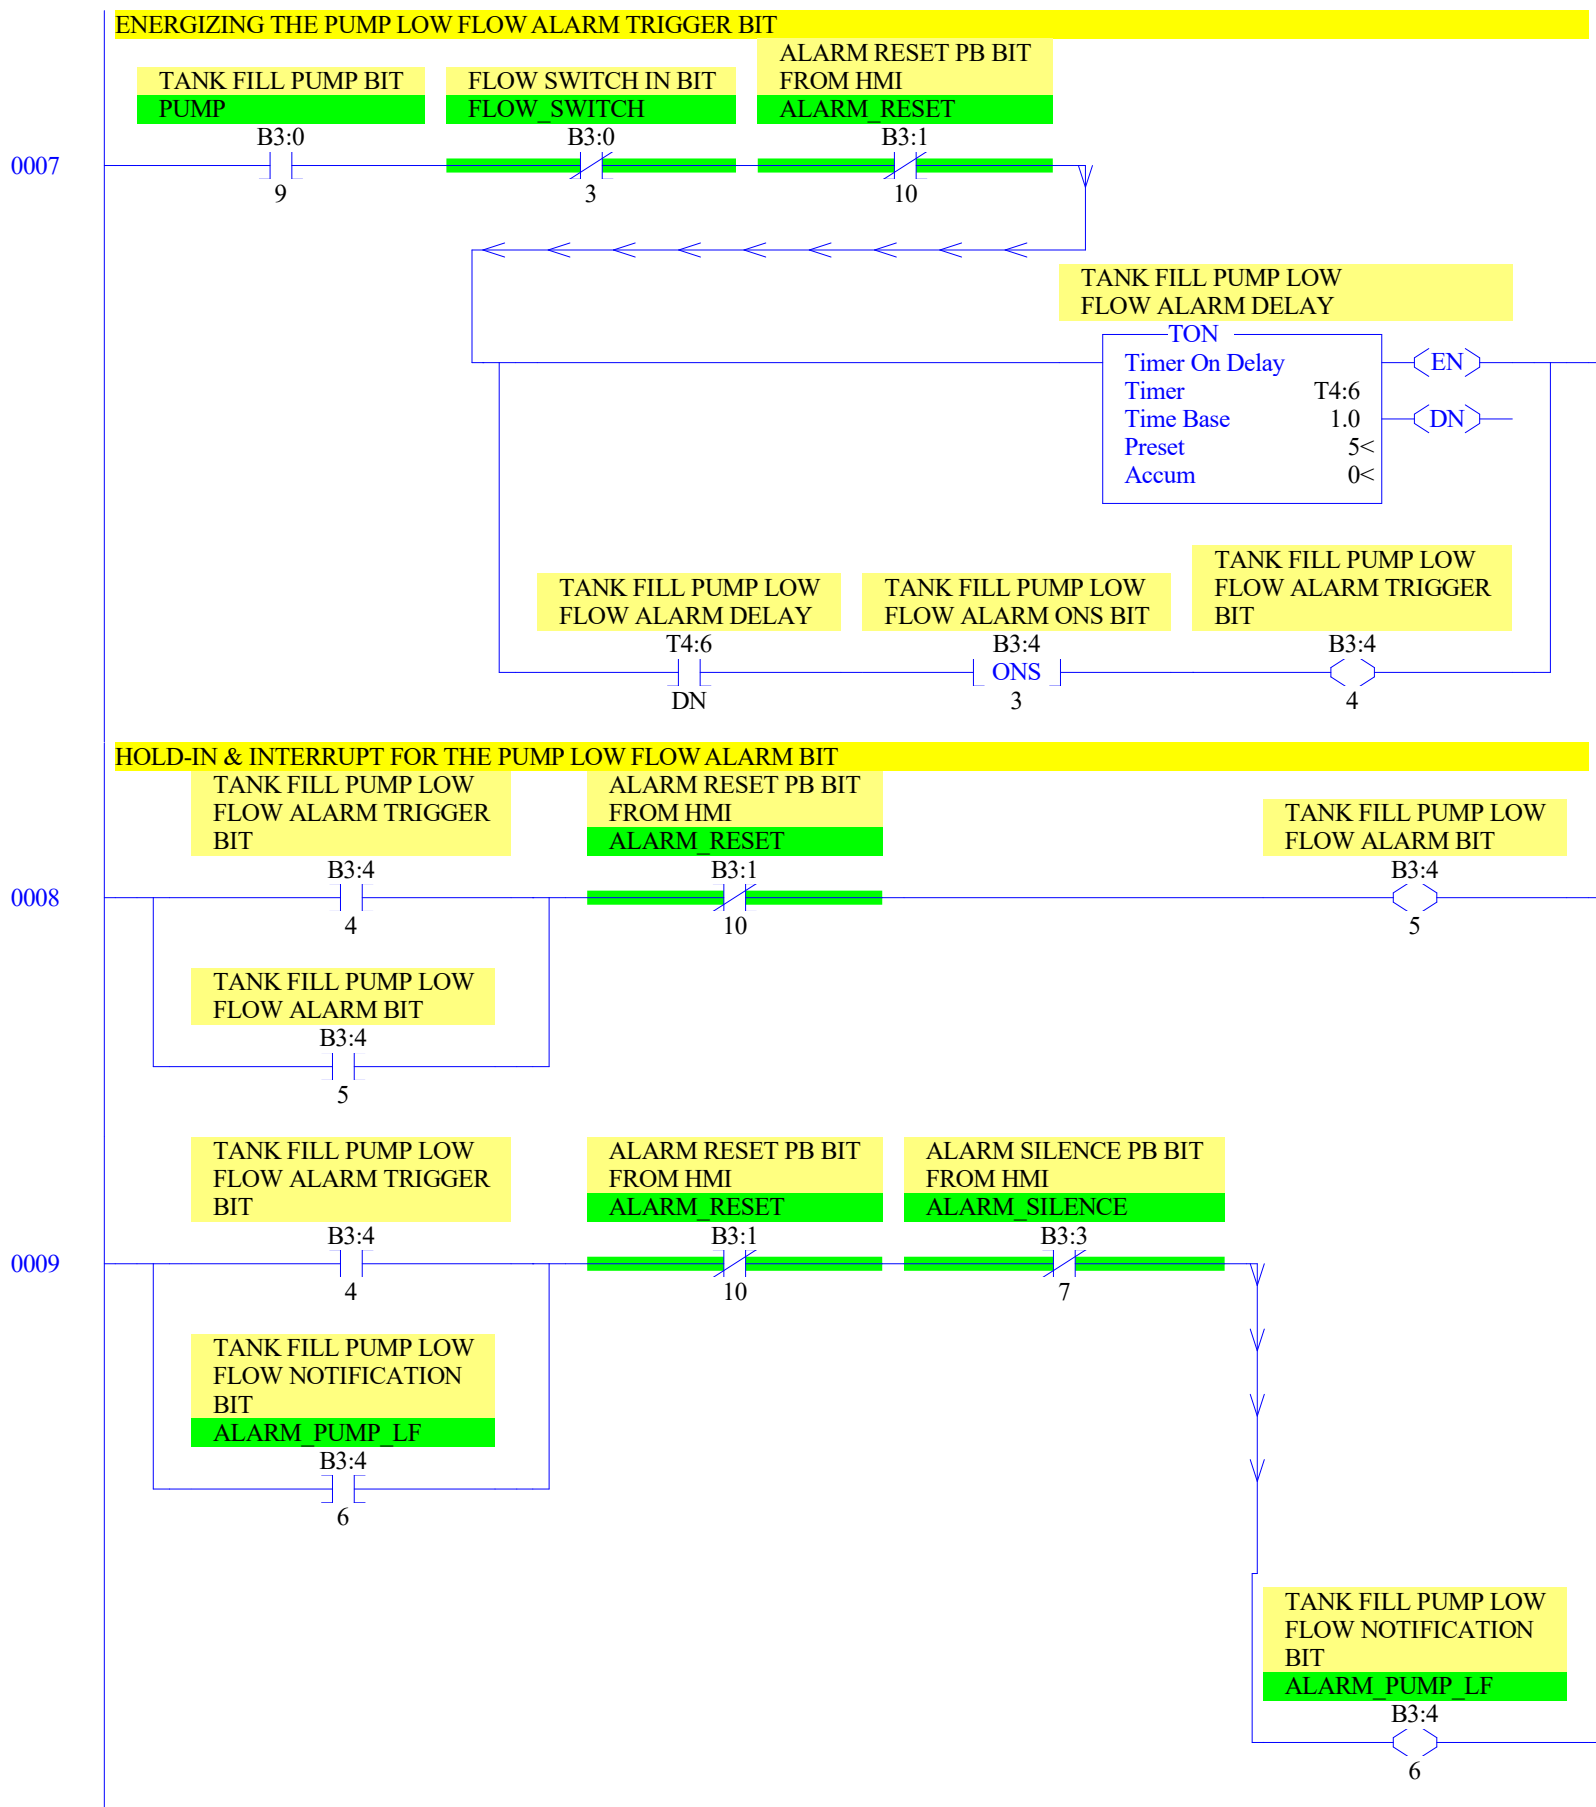 ENERGIZING THE PUMP LOW FLOW ALARM TRIGGER BIT
TANK FILL PUMP BIT
PUMP
B3:0
9
FLOW SWITCH IN BIT
FLOW_SWITCH
B3:0
3
ALARM RESET PB BIT
FROM HMI
ALARM_RESET
B3:1
10
0007
TANK FILL PUMP LOW
FLOW ALARM DELAY
TON
Timer On Delay
Timer T4:6
Time Base 1.0
Preset 5<
Accum 0<
EN
DN
TANK FILL PUMP LOW
FLOW ALARM DELAY
T4:6
DN
TANK FILL PUMP LOW
FLOW ALARM ONS BIT
B3:4
ONS
3
TANK FILL PUMP LOW
FLOW ALARM TRIGGER
BIT
B3:4
4
HOLD-IN & INTERRUPT FOR THE PUMP LOW FLOW ALARM BIT
TANK FILL PUMP LOW
FLOW ALARM TRIGGER
BIT
B3:4
4
ALARM RESET PB BIT
FROM HMI
ALARM_RESET
B3:1
10
TANK FILL PUMP LOW
FLOW ALARM BIT
B3:4
5
0008
TANK FILL PUMP LOW
FLOW ALARM BIT
B3:4
5
TANK FILL PUMP LOW
FLOW ALARM TRIGGER
BIT
B3:4
4
ALARM RESET PB BIT
FROM HMI
ALARM_RESET
B3:1
10
ALARM SILENCE PB BIT
FROM HMI
ALARM_SILENCE
B3:3
7
0009
TANK FILL PUMP LOW
FLOW NOTIFICATION
BIT
ALARM_PUMP_LF
B3:4
6
TANK FILL PUMP LOW
FLOW NOTIFICATION
BIT
ALARM_PUMP_LF
B3:4
6